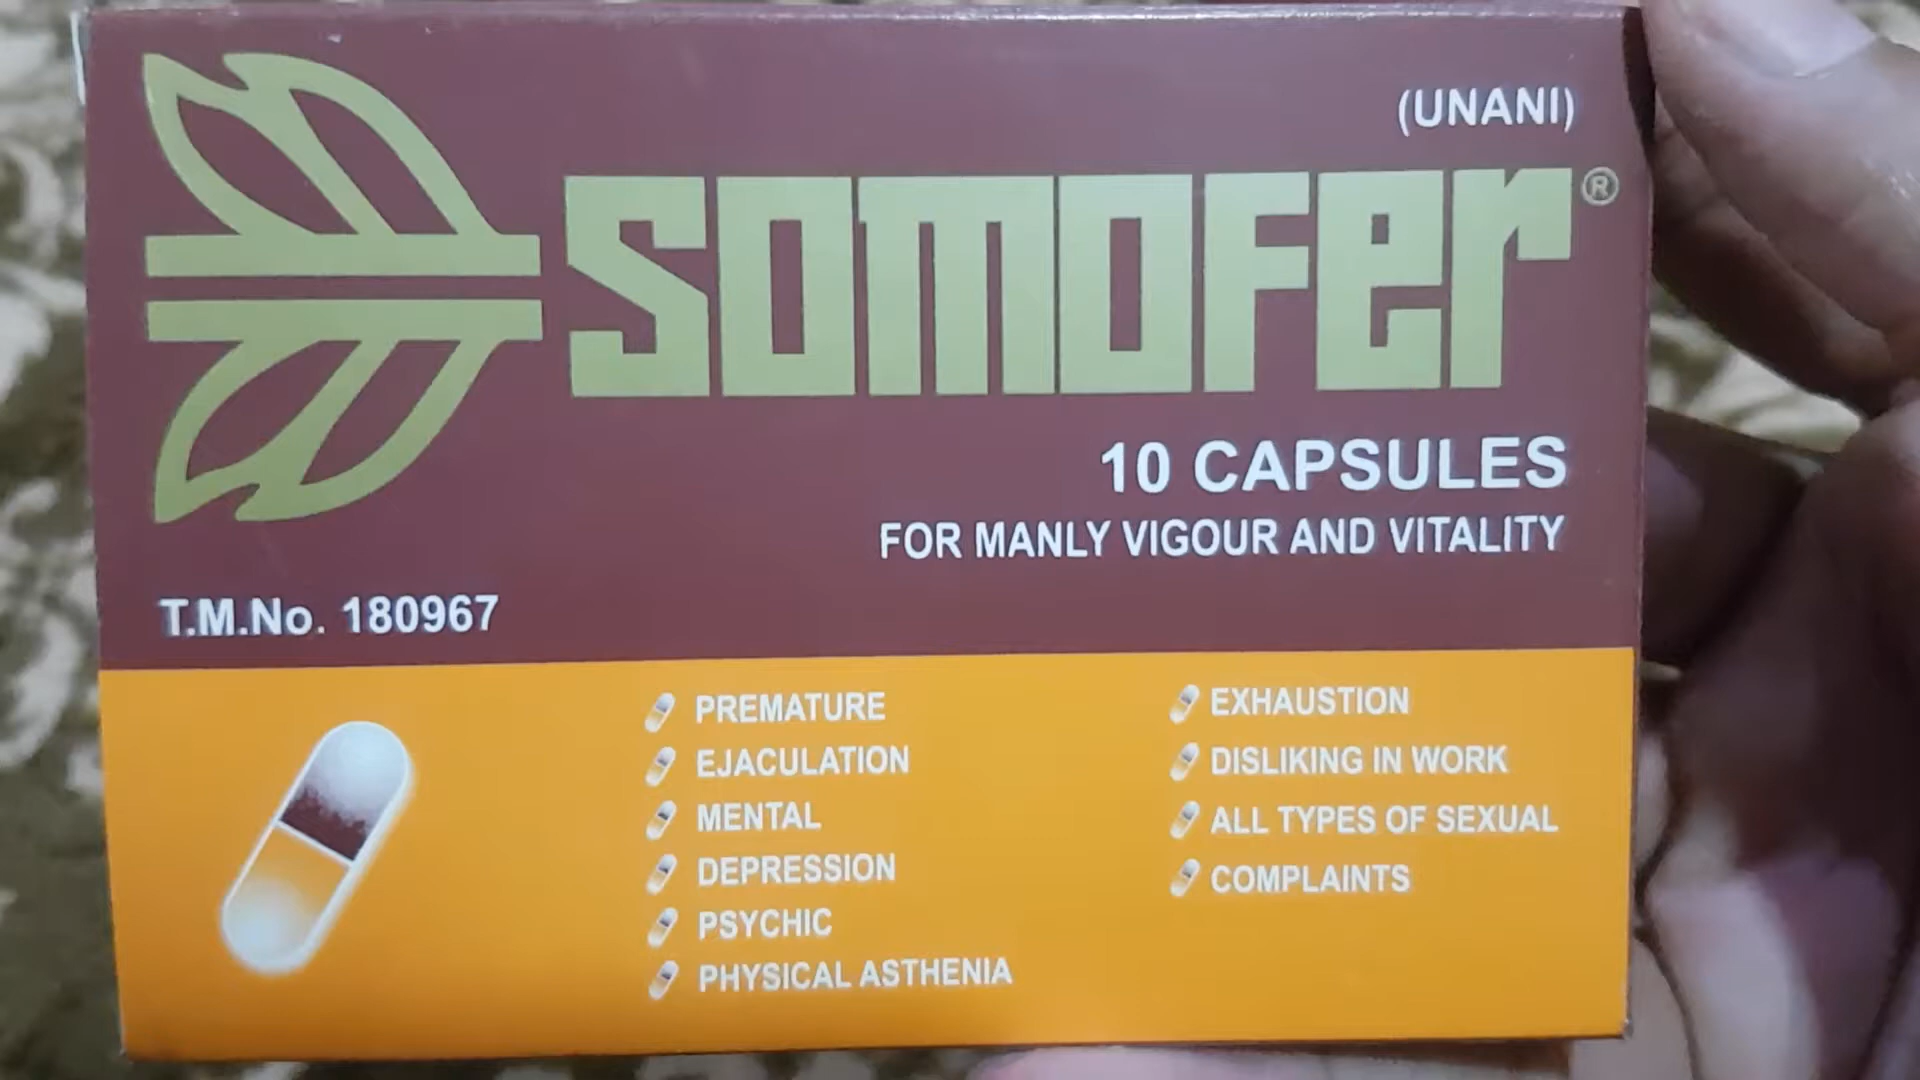 (UNANI)
SOMOFER®
10 CAPSULES
FOR MANLY VIGOUR AND VITALITY
T.M.No. 180967
PREMATURE
EJACULATION
MENTAL
DEPRESSION
PSYCHIC
PHYSICAL ASTHENIA
EXHAUSTION
DISLIKING IN WORK
ALL TYPES OF SEXUAL
COMPLAINTS